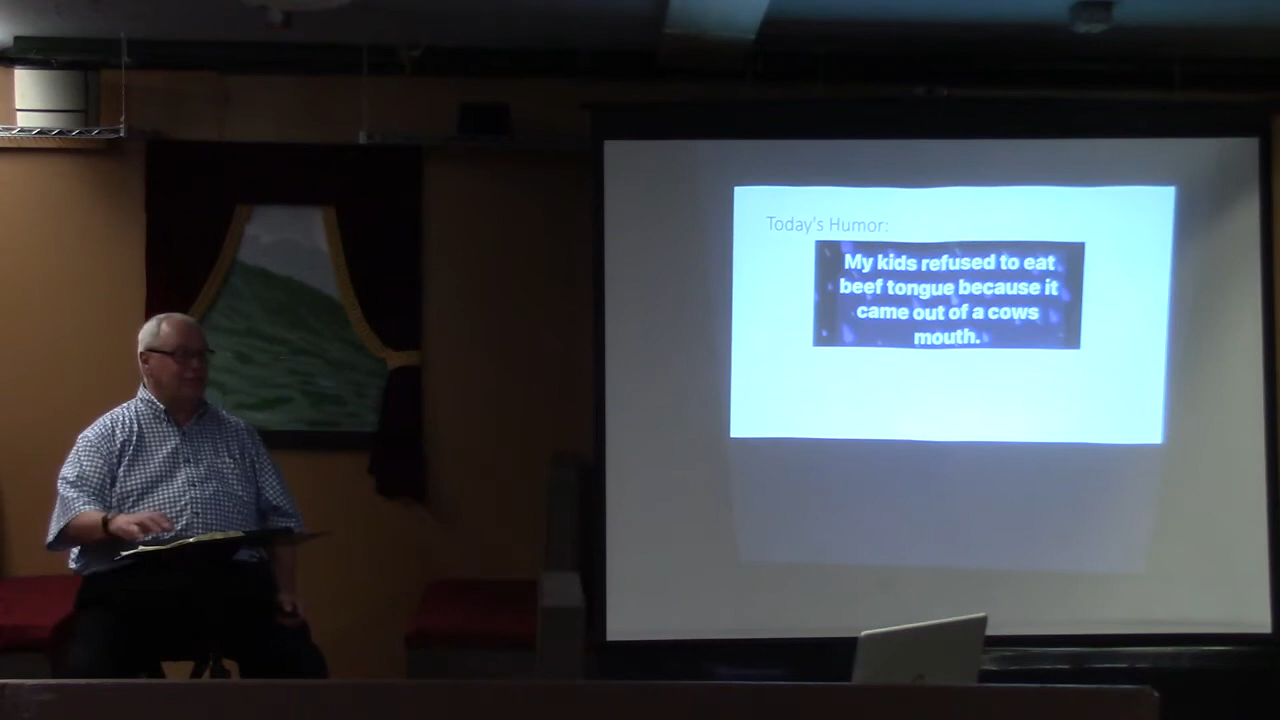 Today's Humor:
My kids refused to eat
beef tongue because it
came out of a cows
mouth.